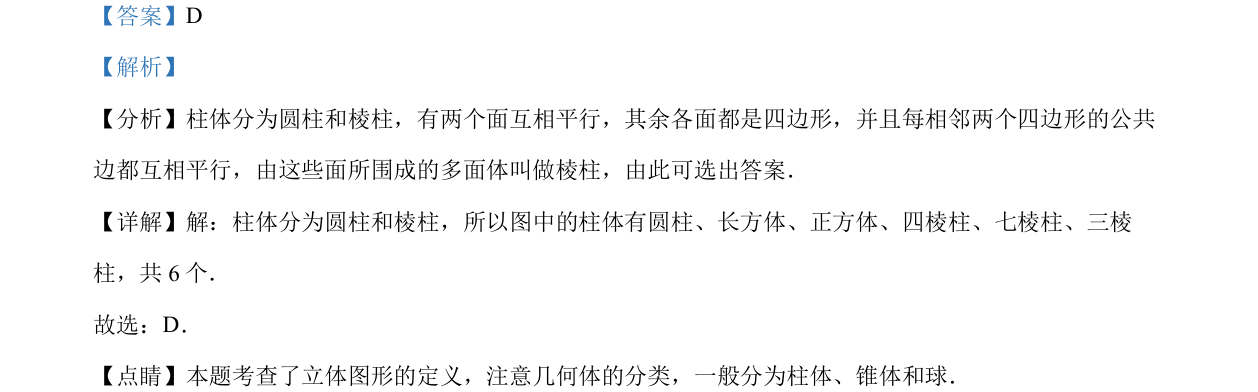 【答案】D
【解析】
【分析】柱体分为圆柱和棱柱，有两个面互相平行，其余各面都是四边形，并且每相邻两个四边形的公共
边都互相平行，由这些面所围成的多面体叫做棱柱，由此可选出答案．
【详解】解：柱体分为圆柱和棱柱，所以图中的柱体有圆柱、长方体、正方体、四棱柱、七棱柱、三棱
柱，共 6 个．
故选：D．
【点睛】本题考查了立体图形的定义，注意几何体的分类，一般分为柱体、锥体和球．